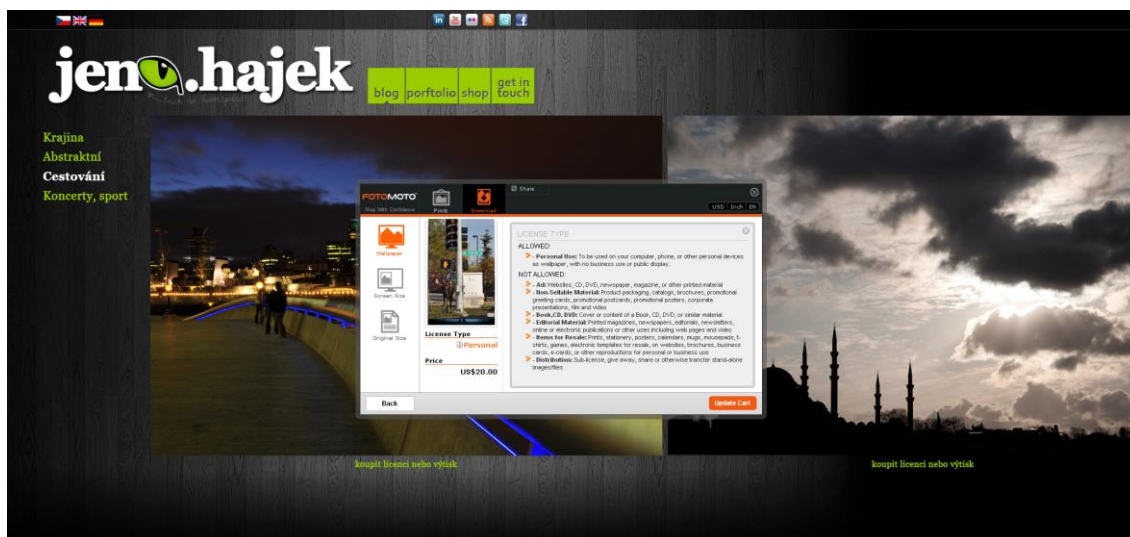 jen.hajek
blog porftolio shop get in touch
Krajina
Abstraktní
Cestování
Koncerty, sport
FOTOMOTO
Shop With Confidence
Prints
Download
Share
USD Inch EN
Wallpaper
Screen Size
Original Size
License Type
Personal
Price
US$20.00
LICENSE TYPE
ALLOWED:
- Personal Use: To be used on your computer, phone, or other personal devices
as wallpaper, with no business use or public display.
NOT ALLOWED:
- Ad: Websites, CD, DVD, newspaper, magazine, or other printed material
- Non-Sellable Material: Product packaging, catalogs, brochures, promotional
greeting cards, promotional postcards, promotional posters, corporate
presentations, film and video
- Book,CD, DVD: Cover or content of a Book, CD, DVD, or similar material
- Editorial Material: Printed magazines, newspapers, editorials, newsletters,
online or electronic publications or other uses including web pages and video
- Items for Resale: Prints, stationery, posters, calendars, mugs, mousepads, t-
shirts, games, electronic templates for resale, on websites, brochures, business
cards, e-cards, or other reproductions for personal or business use
- Distribution: Sub-license, give away, share or otherwise transfer stand-alone
images/files
Back
Update Cart
koupit licenci nebo výtisk
koupit licenci nebo výtisk